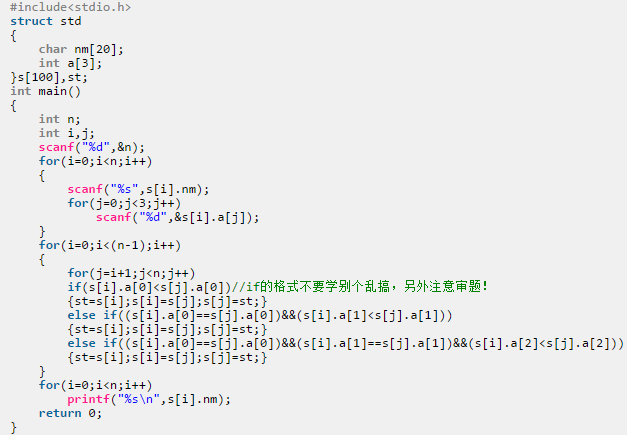 #include<stdio.h>
struct std
{
    char nm[20];
    int a[3];
}s[100],st;
int main()
{
    int n;
    int i,j;
    scanf("%d",&n);
    for(i=0;i<n;i++)
    {
        scanf("%s",s[i].nm);
        for(j=0;j<3;j++)
            scanf("%d",&s[i].a[j]);
    }
    for(i=0;i<(n-1);i++)
    {
        for(j=i+1;j<n;j++)
        if(s[i].a[0]<s[j].a[0])//if的格式不要学别个乱搞，另外注意审题!
        {st=s[i];s[i]=s[j];s[j]=st;}
        else if((s[i].a[0]==s[j].a[0])&&(s[i].a[1]<s[j].a[1]))
        {st=s[i];s[i]=s[j];s[j]=st;}
        else if((s[i].a[0]==s[j].a[0])&&(s[i].a[1]==s[j].a[1])&&(s[i].a[2]<s[j].a[2]))
        {st=s[i];s[i]=s[j];s[j]=st;}
    }
    for(i=0;i<n;i++)
        printf("%s\n",s[i].nm);
    return 0;
}